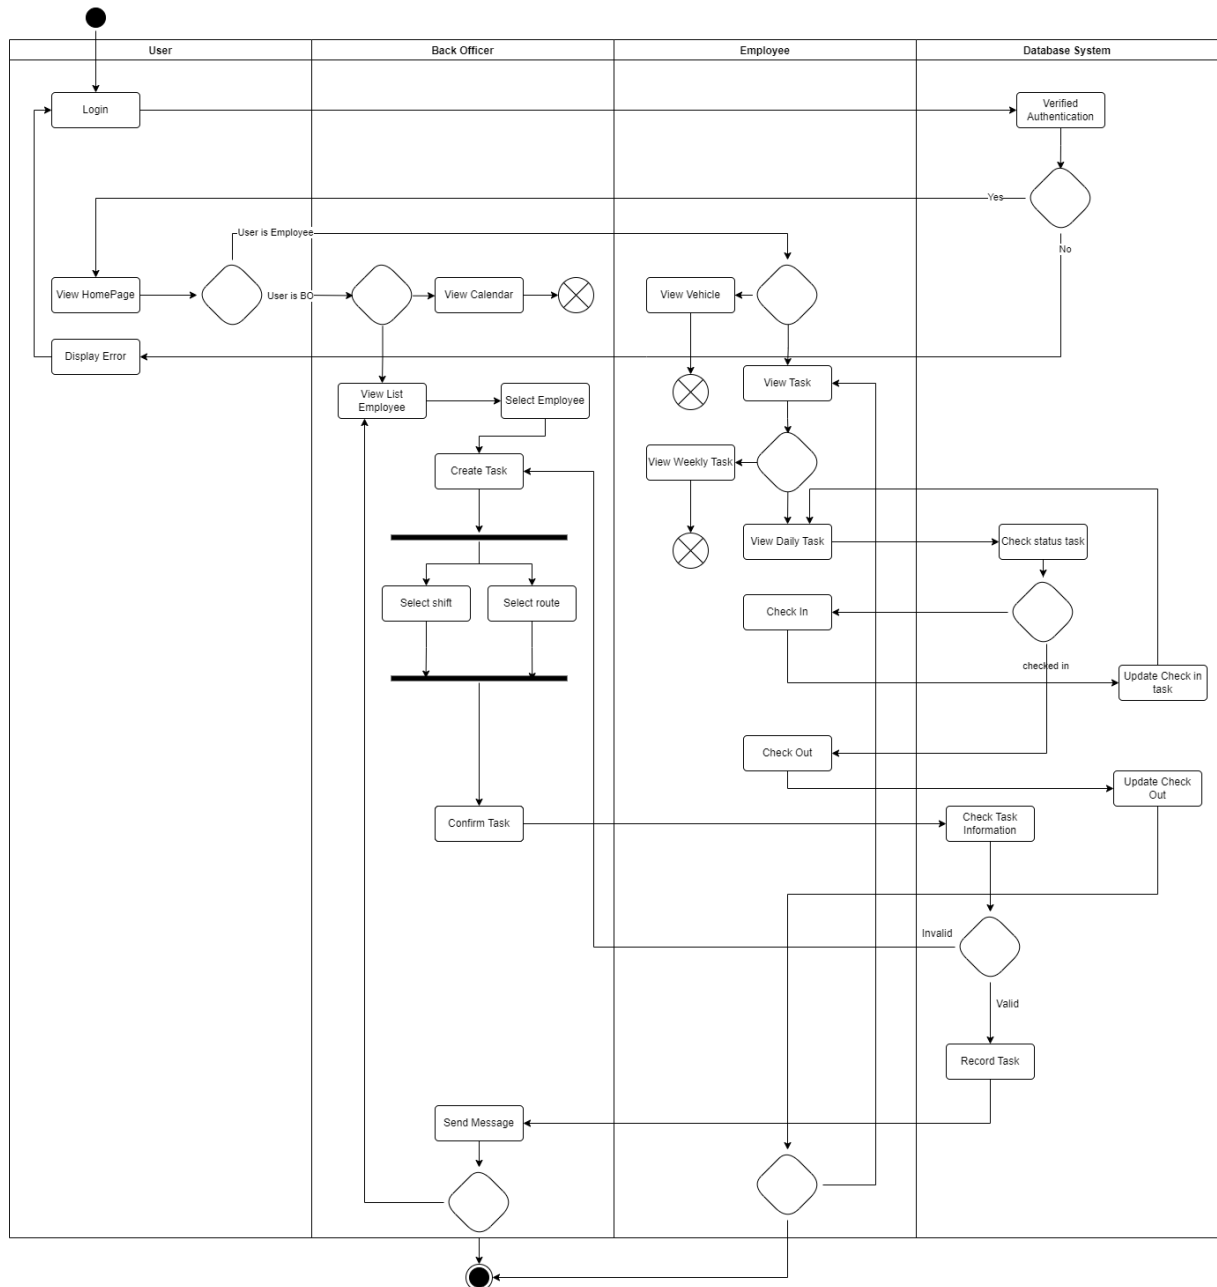 User
Back Officer
Employee
Database System
Login
Verified
Authentication
Yes
User is Employee
No
View HomePage
User is BO
View Calendar
View Vehicle
Display Error
View Task
View List
Employee
Select Employee
Create Task
View Weekly Task
View Daily Task
Check status task
Select shift
Select route
Check In
checked in
Update Check in
task
Check Out
Update Check
Out
Confirm Task
Check Task
Information
Invalid
Valid
Record Task
Send Message